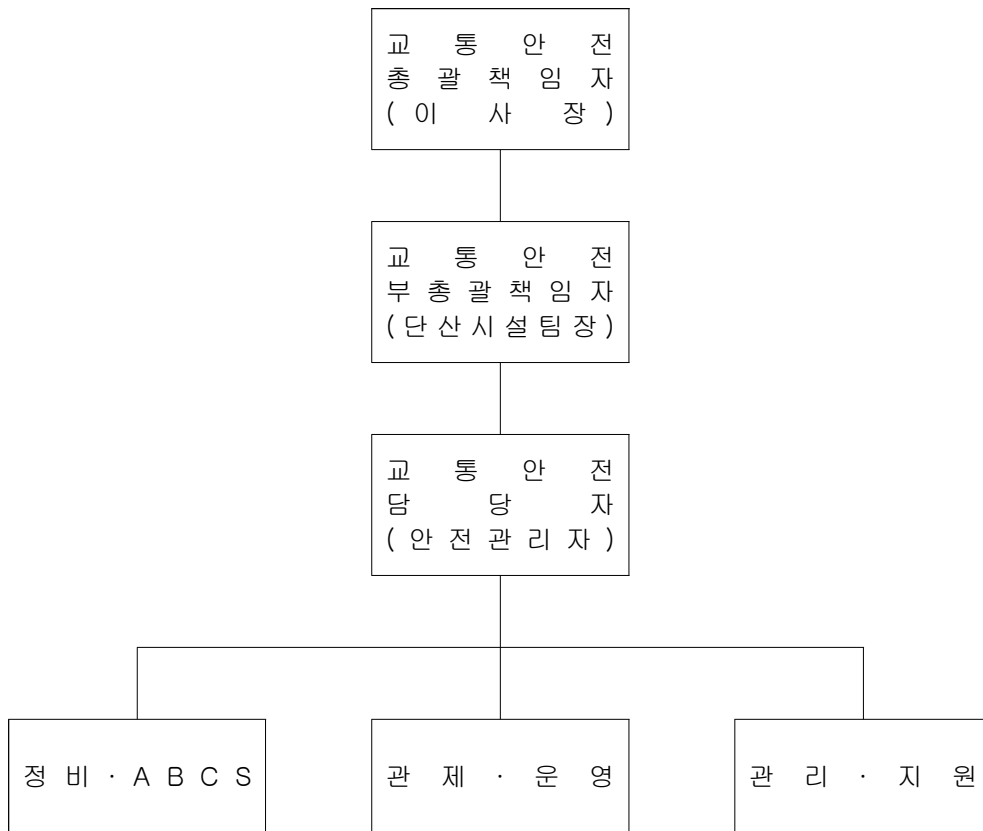 교통안전
총괄책임자
(이사장)
교통안전
부총괄책임자
(단산시설팀장)
교통안전
담당자
(안전관리자)
정비·ABCS
관제·운영
관리·지원